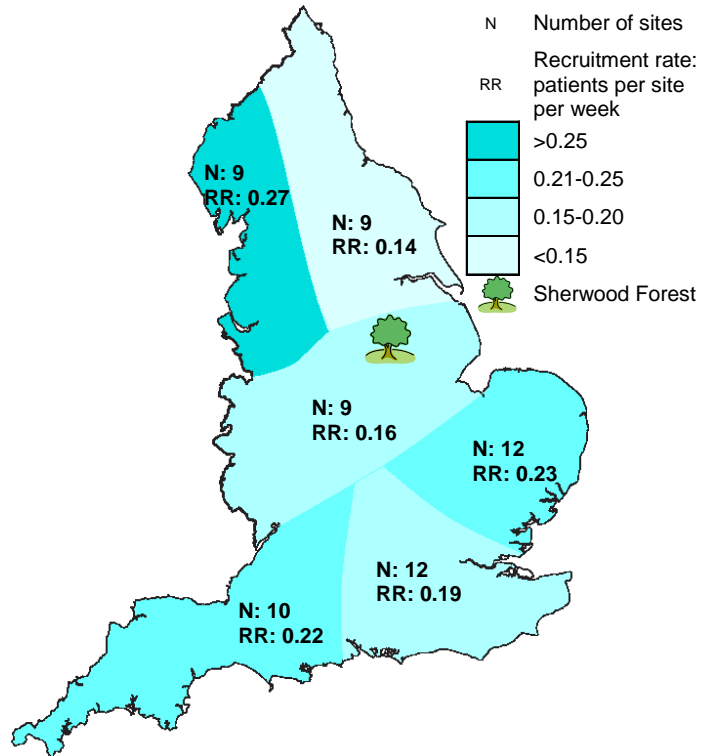 N Number of sites
RR Recruitment rate:
patients per site
per week
>0.25
0.21-0.25
0.15-0.20
<0.15
Sherwood Forest
N: 9
RR: 0.27
N: 9
RR: 0.14
N: 9
RR: 0.16
N: 12
RR: 0.23
N: 12
RR: 0.19
N: 10
RR: 0.22